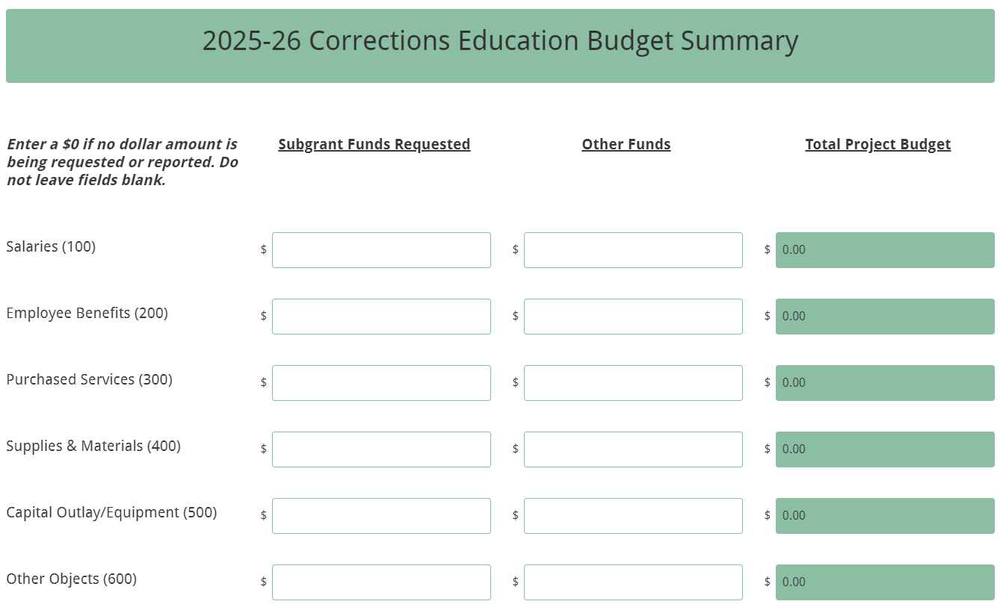 2025-26 Corrections Education Budget Summary
Enter a $0 if no dollar amount is
being requested or reported. Do
not leave fields blank.
Subgrant Funds Requested
Other Funds
Total Project Budget
Salaries (100)
$
$
$ 0.00
Employee Benefits (200)
$
$
$ 0.00
Purchased Services (300)
$
$
$ 0.00
Supplies & Materials (400)
$
$
$ 0.00
Capital Outlay/Equipment (500)
$
$
$ 0.00
Other Objects (600)
$
$
$ 0.00